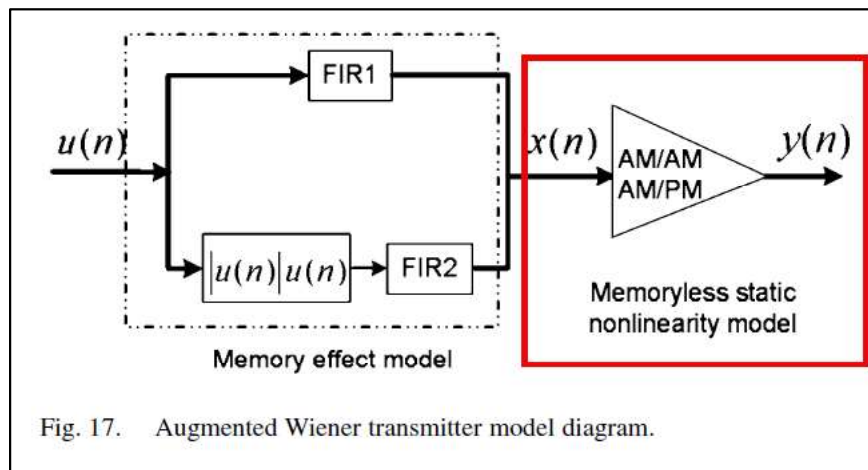 FIR1
u(n)
x(n)
AM/AM
AM/PM
y(n)
|u(n)|u(n)
FIR2
Memoryless static
nonlinearity model
Memory effect model
Fig. 17. Augmented Wiener transmitter model diagram.